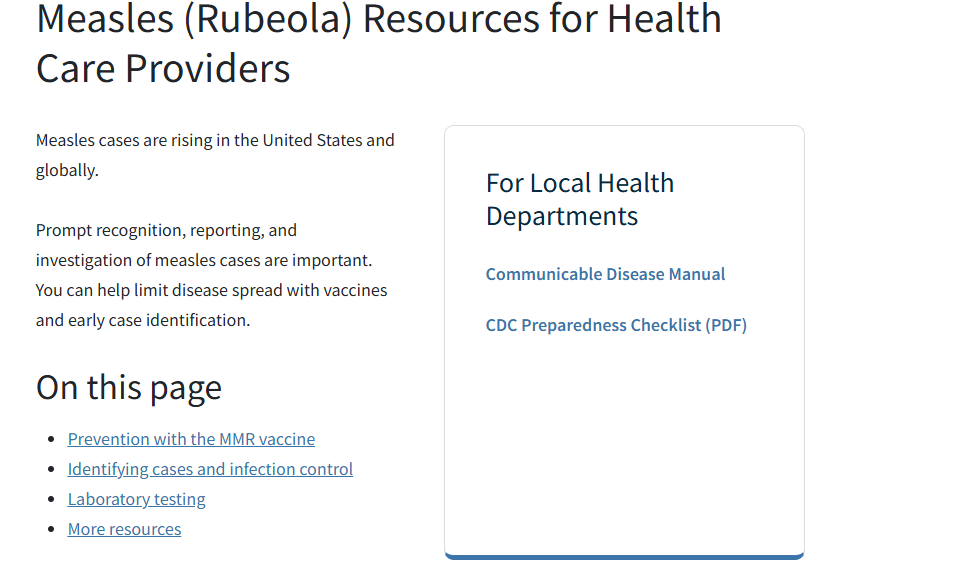 Measles (Rubeola) Resources for Health
Care Providers
Measles cases are rising in the United States and
globally.
Prompt recognition, reporting, and
investigation of measles cases are important.
You can help limit disease spread with vaccines
and early case identification.
On this page
Prevention with the MMR vaccine
Identifying cases and infection control
Laboratory testing
More resources
For Local Health
Departments
Communicable Disease Manual
CDC Preparedness Checklist (PDF)